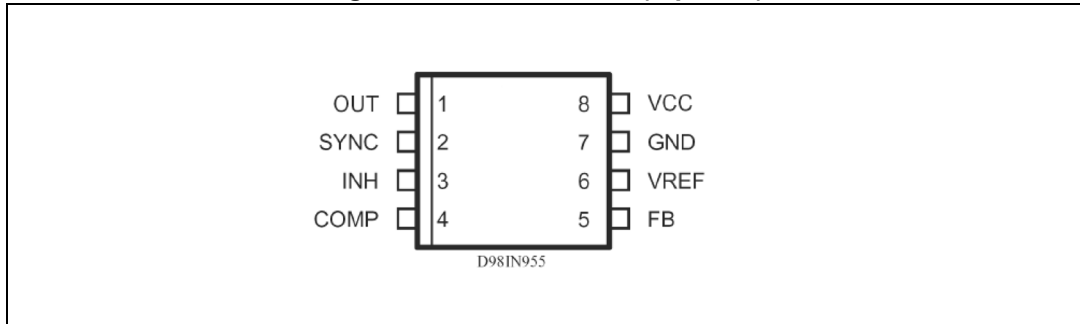 OUT 1 8 VCC
SYNC 2 7 GND
INH 3 6 VREF
COMP 4 5 FB
D98IN955